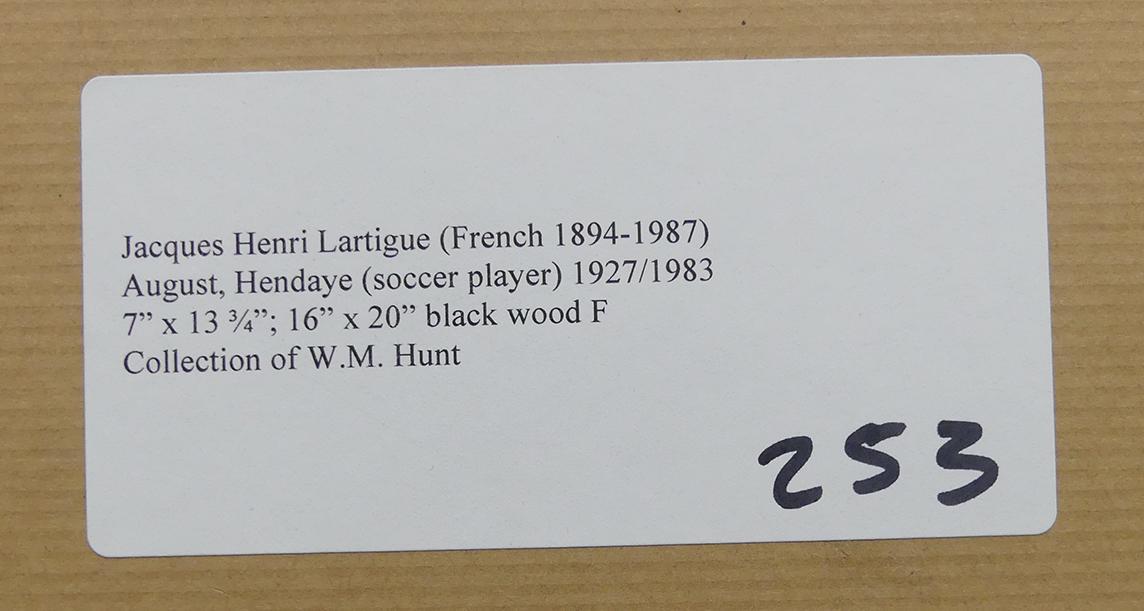 Jacques Henri Lartigue (French 1894-1987)
August, Hendaye (soccer player) 1927/1983
7” x 13 ¾”; 16” x 20” black wood F
Collection of W.M. Hunt
253